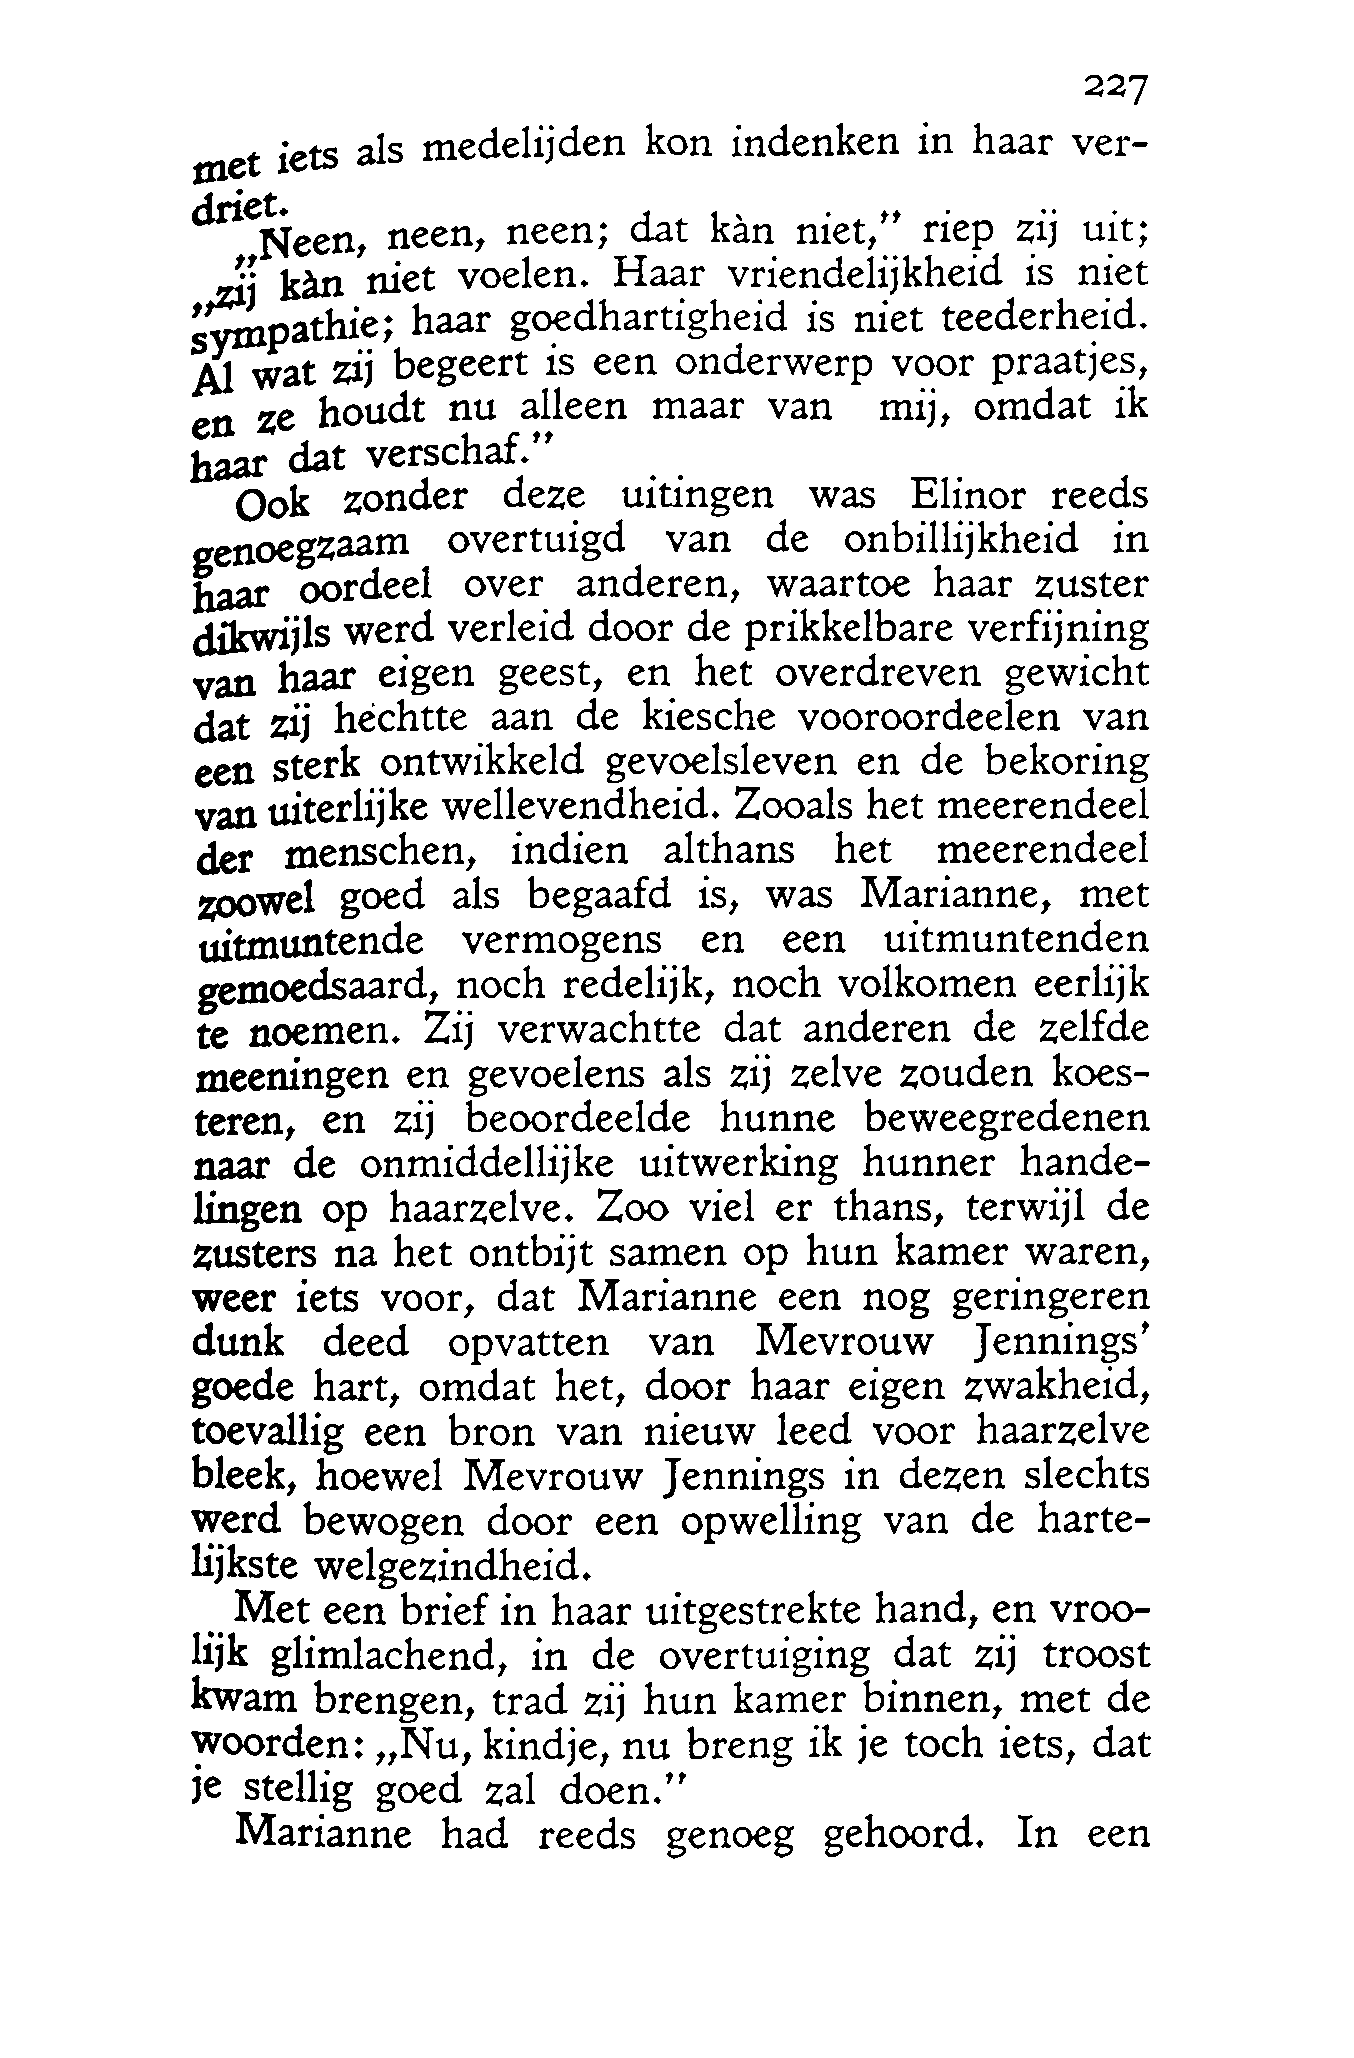 227
met iets als medelijden kon indenken in haar ver-
driet.
„Neen, neen, neen; dat kàn niet,” riep zij uit;
„zij kàn niet voelen. Haar vriendelijkheid is niet
sympathie; haar goedhartigheid is niet teederheid.
Al wat zij begeert is een onderwerp voor praatjes,
en ze houdt nu alleen maar van mij, omdat ik
haar dat verschaf.”
Ook zonder deze uitingen was Elinor reeds
genoegzaam overtuigd van de onbillijkheid in
haar oordeel over anderen, waartoe haar zuster
dikwijls werd verleid door de prikkelbare verfijning
van haar eigen geest, en het overdreven gewicht
dat zij hechtte aan de kiesche vooroordeelen van
een sterk ontwikkeld gevoelsleven en de bekoring
van uiterlijke wellevendheid. Zooals het meerendeel
der menschen, indien althans het meerendeel
zoowel goed als begaafd is, was Marianne, met
uitmuntende vermogens en een uitmuntenden
gemoedsaard, noch redelijk, noch volkomen eerlijk
te noemen. Zij verwachtte dat anderen de zelfde
meeningen en gevoelens als zij zelve zouden koes-
teren, en zij beoordeelde hunne beweegredenen
naar de onmiddellijke uitwerking hunner hande-
lingen op haarzelve. Zoo viel er thans, terwijl de
zusters na het ontbijt samen op hun kamer waren,
weer iets voor, dat Marianne een nog geringeren
dunk deed opvatten van Mevrouw Jennings’
goede hart, omdat het, door haar eigen zwakheid,
toevallig een bron van nieuw leed voor haarzelve
bleek, hoewel Mevrouw Jennings in dezen slechts
werd bewogen door een opwelling van de harte-
lijkste welgezindheid.
Met een brief in haar uitgestrekte hand, en vroo-
lijk glimlachend, in de overtuiging dat zij troost
kwam brengen, trad zij hun kamer binnen, met de
woorden: „Nu, kindje, nu breng ik je toch iets, dat
je stellig goed zal doen.”
Marianne had reeds genoeg gehoord. In een